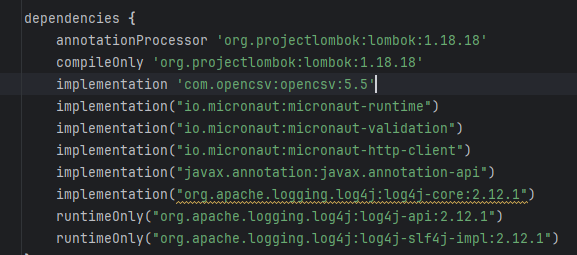 dependencies {
    annotationProcessor 'org.projectlombok:lombok:1.18.18'
    compileOnly 'org.projectlombok:lombok:1.18.18'
    implementation 'com.opencsv:opencsv:5.5'
    implementation("io.micronaut:micronaut-runtime")
    implementation("io.micronaut:micronaut-validation")
    implementation("io.micronaut:micronaut-http-client")
    implementation("javax.annotation:javax.annotation-api")
    implementation("org.apache.logging.log4j:log4j-core:2.12.1")
    runtimeOnly("org.apache.logging.log4j:log4j-api:2.12.1")
    runtimeOnly("org.apache.logging.log4j:log4j-slf4j-impl:2.12.1")